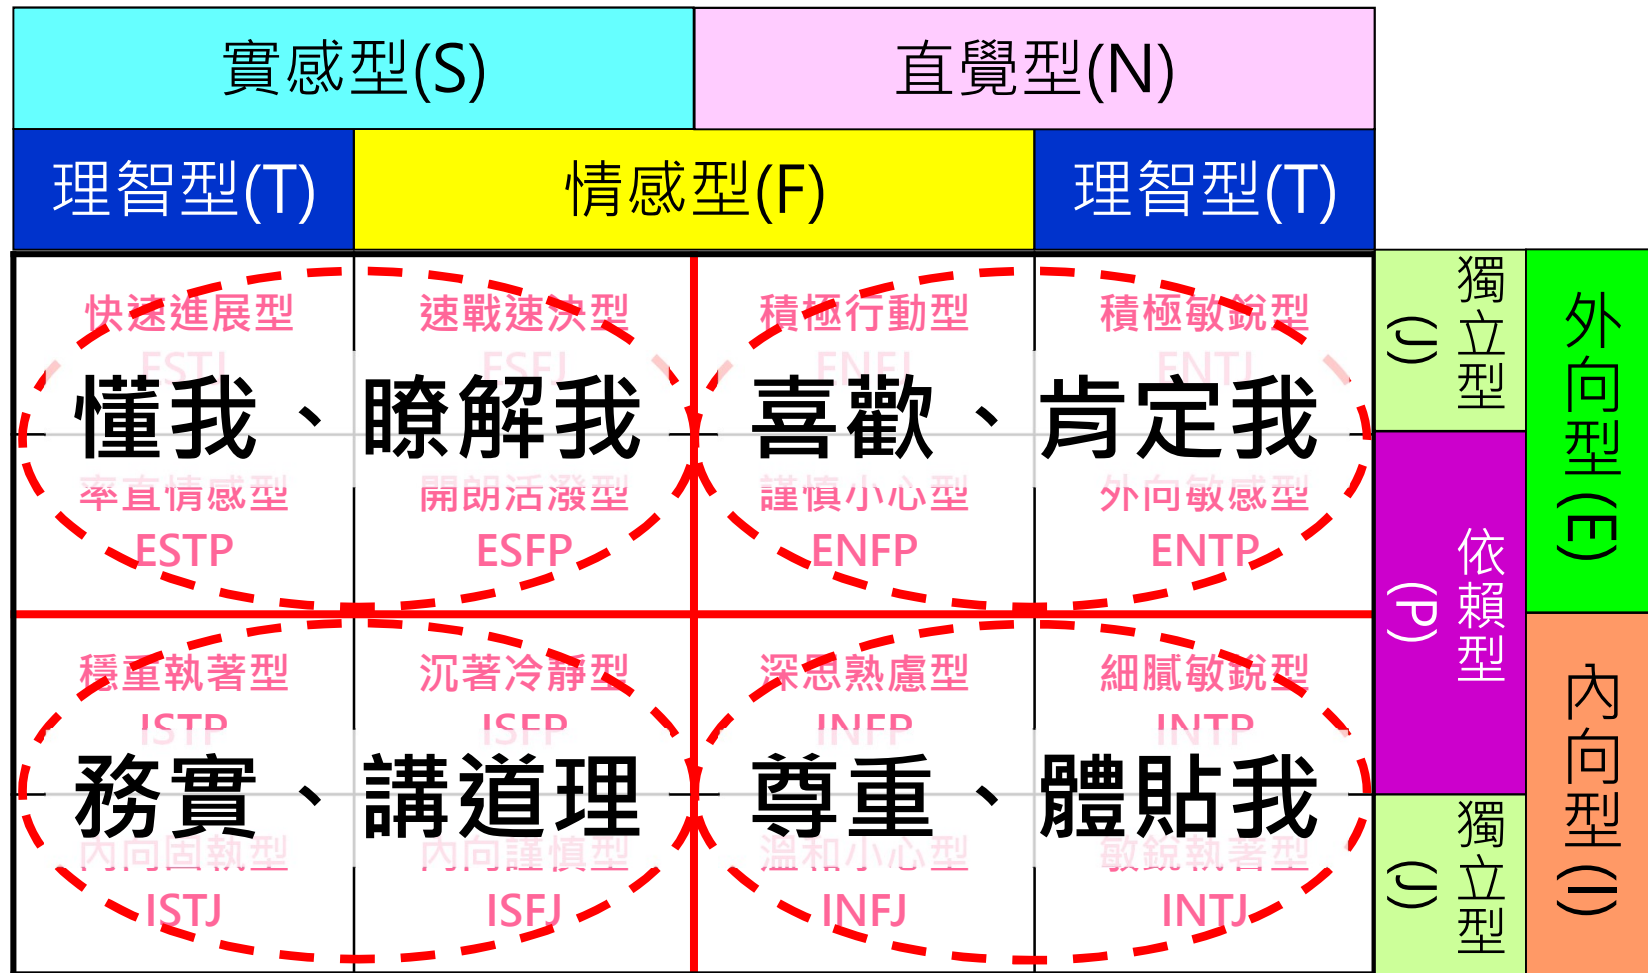 實感型(S)
直覺型(N)
理智型(T)
情感型(F)
理智型(T)
快速進展型
ESTJ
速戰速決型
ESFJ
積極行動型
ENFJ
積極敏銳型
ENTJ
懂我、瞭解我
喜歡、肯定我
率直情感型
ESTP
開朗活潑型
ESFP
謹慎小心型
ENFP
外向敏感型
ENTP
穩重執著型
ISTP
沉著冷靜型
ISFP
深思熟慮型
INFP
細膩敏銳型
INTP
務實、講道理
尊重、體貼我
內向固執型
ISTJ
內向謹慎型
ISFJ
溫和小心型
INFJ
敏銳執著型
INTJ
獨立型
(J)
依賴型
(P)
獨立型
(J)
外向型(E)
內向型(I)